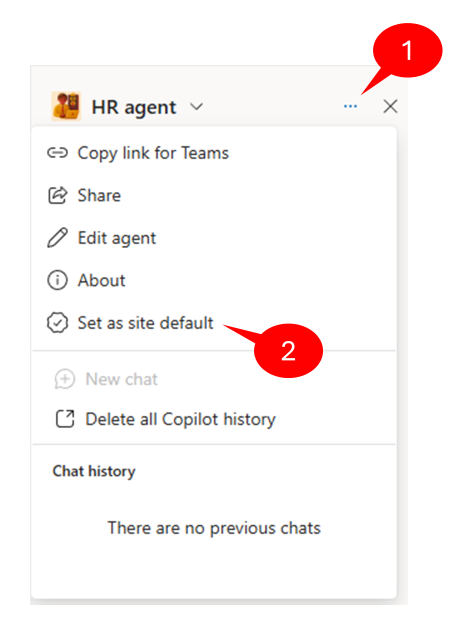 1
HR agent
Copy link for Teams
Share
Edit agent
About
Set as site default
2
New chat
Delete all Copilot history
Chat history
There are no previous chats